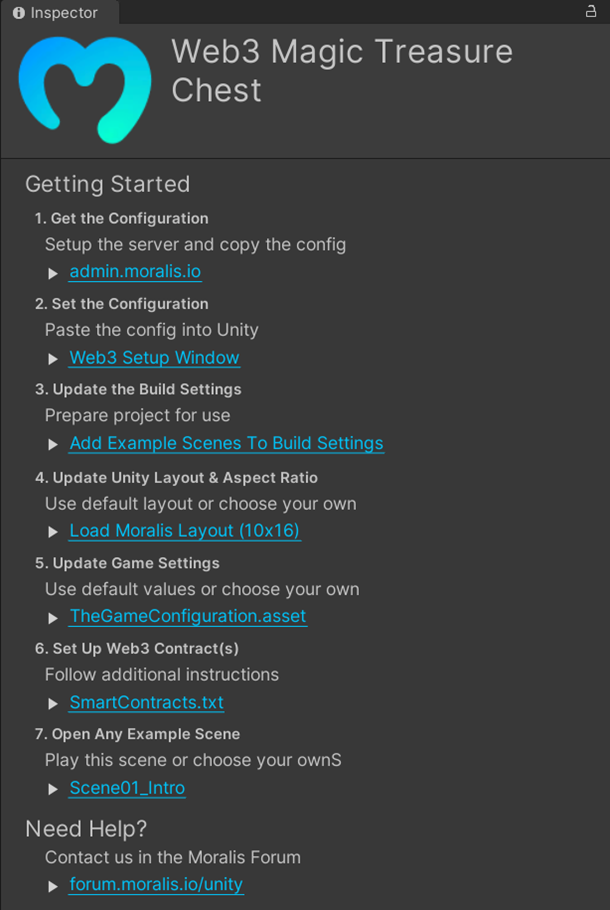 Inspector
Web3 Magic Treasure
Chest
Getting Started
1. Get the Configuration
Setup the server and copy the config
admin.moralis.io
2. Set the Configuration
Paste the config into Unity
Web3 Setup Window
3. Update the Build Settings
Prepare project for use
Add Example Scenes To Build Settings
4. Update Unity Layout & Aspect Ratio
Use default layout or choose your own
Load Moralis Layout (10x16)
5. Update Game Settings
Use default values or choose your own
TheGameConfiguration.asset
6. Set Up Web3 Contract(s)
Follow additional instructions
SmartContracts.txt
7. Open Any Example Scene
Play this scene or choose your ownS
Scene01_Intro
Need Help?
Contact us in the Moralis Forum
forum.moralis.io/unity